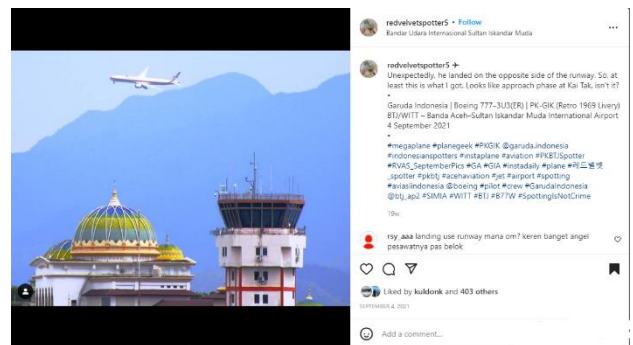 redvelvetspotter5 • Follow
Bandar Udara Internasional Sultan Iskandar Muda
redvelvetspotter5 ✈
Unexpectedly, he landed on the opposite side of the runway. So, at
least this is what I got. Looks like approach phase at Kai Tak, isn't it?
•
Garuda Indonesia | Boeing 777-3U3(ER) | PK-GIK (Retro 1969 Livery)
BTJ/WITT – Banda Aceh-Sultan Iskandar Muda International Airport
4 September 2021
•
#megaplane #planegeek #PKGIK @garuda.indonesia
#indonesianspotters #instaplane #aviation #PKBTJSpotter
#RVAS_SeptemberPics #GA #GIA #instadaily #plane #레드벨벳
_spotter #pkbtj #acehaviation #jet #airport #spotting
#aviasiindonesia @boeing #pilot #crew #GarudaIndonesia
@btj_ap2 #SIMIA #WITT #BTJ #B77W #SpottingIsNotCrime
19w
rsy_aaa landing use runway mana om? keren banget angel
pesawatnya pas belok
Liked by kuldonk and 403 others
SEPTEMBER 4, 2021
Add a comment...